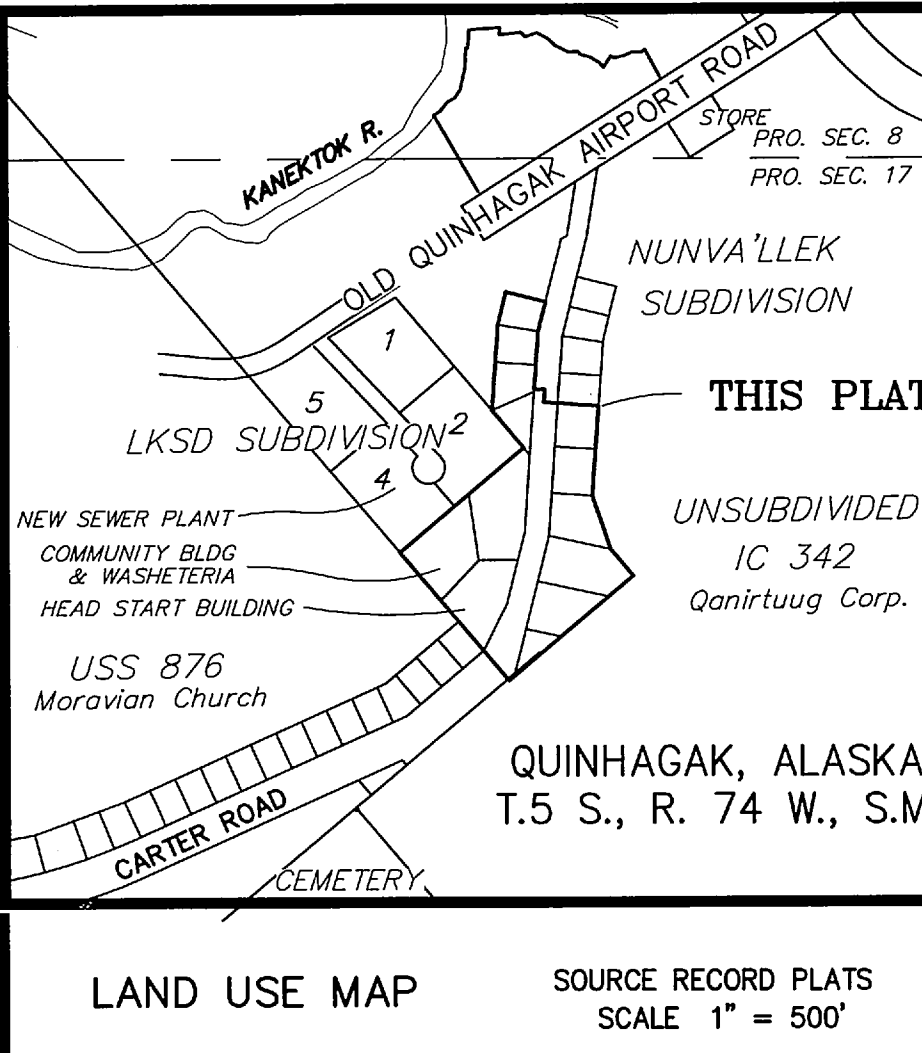 KANEKTOK R.
OLD QUINHAGAK AIRPORT ROAD
STORE
PRO. SEC. 8
PRO. SEC. 17
NUNVA'LLEK
SUBDIVISION
THIS PLAT
1
5
LKSD SUBDIVISION
2
4
NEW SEWER PLANT
COMMUNITY BLDG
& WASHETERIA
HEAD START BUILDING
UNSUBDIVIDED
IC 342
Qanirtuug Corp.
USS 876
Moravian Church
QUINHAGAK, ALASKA
T.5 S., R. 74 W., S.M
CARTER ROAD
CEMETERY
LAND USE MAP
SOURCE RECORD PLATS
SCALE 1" = 500'